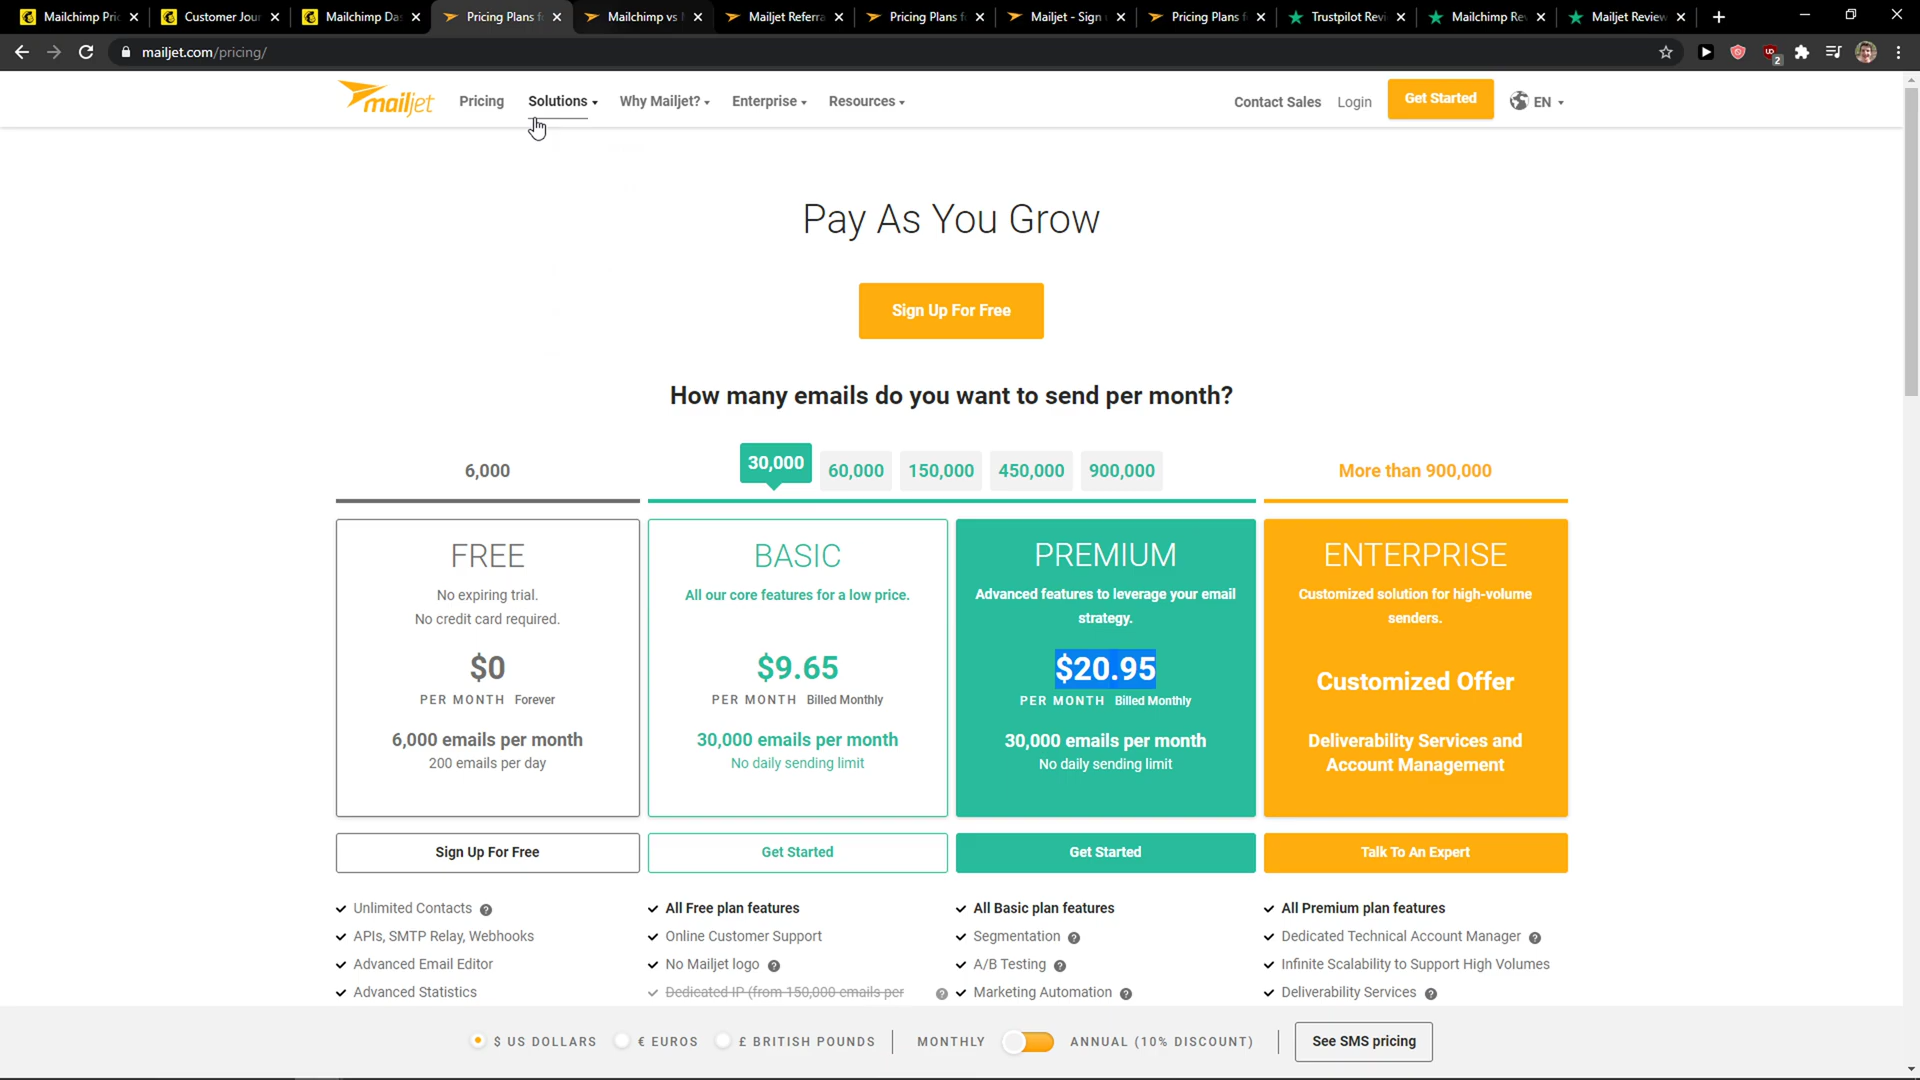 Mailchimp Pric
Customer Jour
Mailchimp Da
Pricing Plans f
Mailchimp vs
Mailjet Referra
Pricing Plans f
Mailjet - Sign
Pricing Plans f
Trustpilot Revi
Mailchimp Re
Mailjet Review
mailjet.com/pricing/
2
mailjet
Pricing
Solutions
Why Mailjet?
Enterprise
Resources
Contact Sales
Login
Get Started
EN
Pay As You Grow
Sign Up For Free
How many emails do you want to send per month?
6,000
30,000
60,000
150,000
450,000
900,000
More than 900,000
FREE
No expiring trial.
No credit card required.
$0
PER MONTH Forever
6,000 emails per month
200 emails per day
Sign Up For Free
Unlimited Contacts ?
APIs, SMTP Relay, Webhooks
Advanced Email Editor
Advanced Statistics
BASIC
All our core features for a low price.
$9.65
PER MONTH Billed Monthly
30,000 emails per month
No daily sending limit
Get Started
All Free plan features
Online Customer Support
No Mailjet logo ?
Dedicated IP (from 150,000 emails per ?
PREMIUM
Advanced features to leverage your email
strategy.
$20.95
PER MONTH Billed Monthly
30,000 emails per month
No daily sending limit
Get Started
All Basic plan features
Segmentation ?
A/B Testing ?
Marketing Automation ?
ENTERPRISE
Customized solution for high-volume
senders.
Customized Offer
Deliverability Services and
Account Management
Talk To An Expert
All Premium plan features
Dedicated Technical Account Manager ?
Infinite Scalability to Support High Volumes
Deliverability Services ?
$ US DOLLARS
€ EUROS
£ BRITISH POUNDS
MONTHLY
ANNUAL (10% DISCOUNT)
See SMS pricing